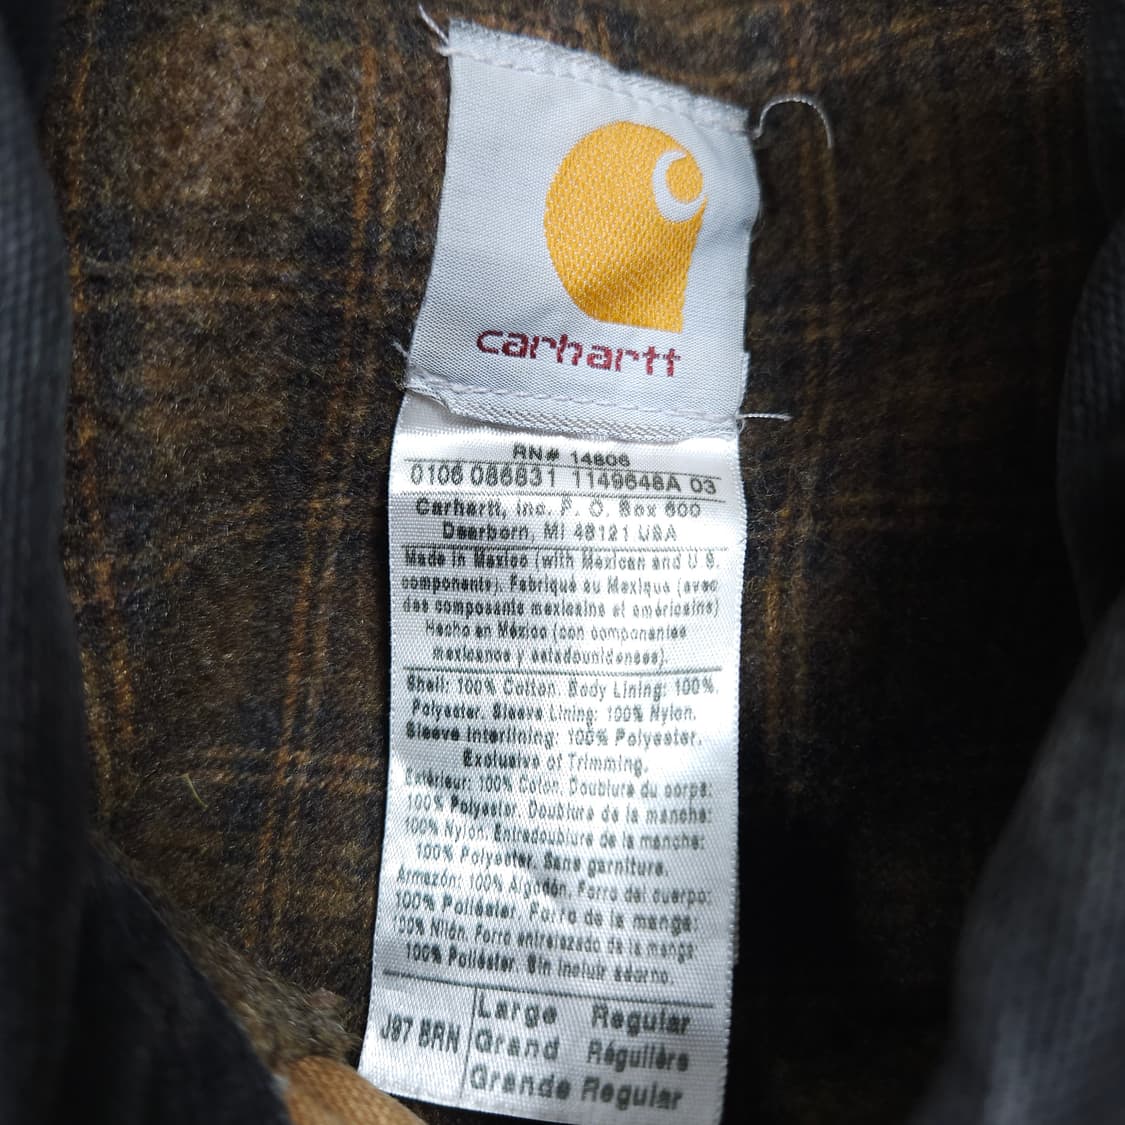 carhartt
RN# 14806
0106 086831 1149648A 03
Carhartt, Inc. P. O. Box 600
Dearborn, MI 48121 USA
Made in Mexico (with Mexican and U.S.
components). Fabriqué au Mexique (avec
des composants mexicains et américains)
Hecho en México (con componentes
mexicanos y estadounidenses).
Shell: 100% Cotton. Body Lining: 100%
Polyester. Sleeve Lining: 100% Nylon.
Sleeve Interlining: 100% Polyester.
Exclusive of Trimming.
Extérieur: 100% Coton. Doublure du corps:
100% Polyester. Doublure de la manche:
100% Nylon. Entredoublure de la manche:
100% Polyester. Sans garniture.
Armazón: 100% Algodón. Forro del cuerpo:
100% Poliéster. Forro de la manga:
100% Nilón. Forro entrelazado de la manga
100% Poliéster. Sin incluir adorno.
J97 BRN
Large Regular
Grand Régulière
Grande Regular